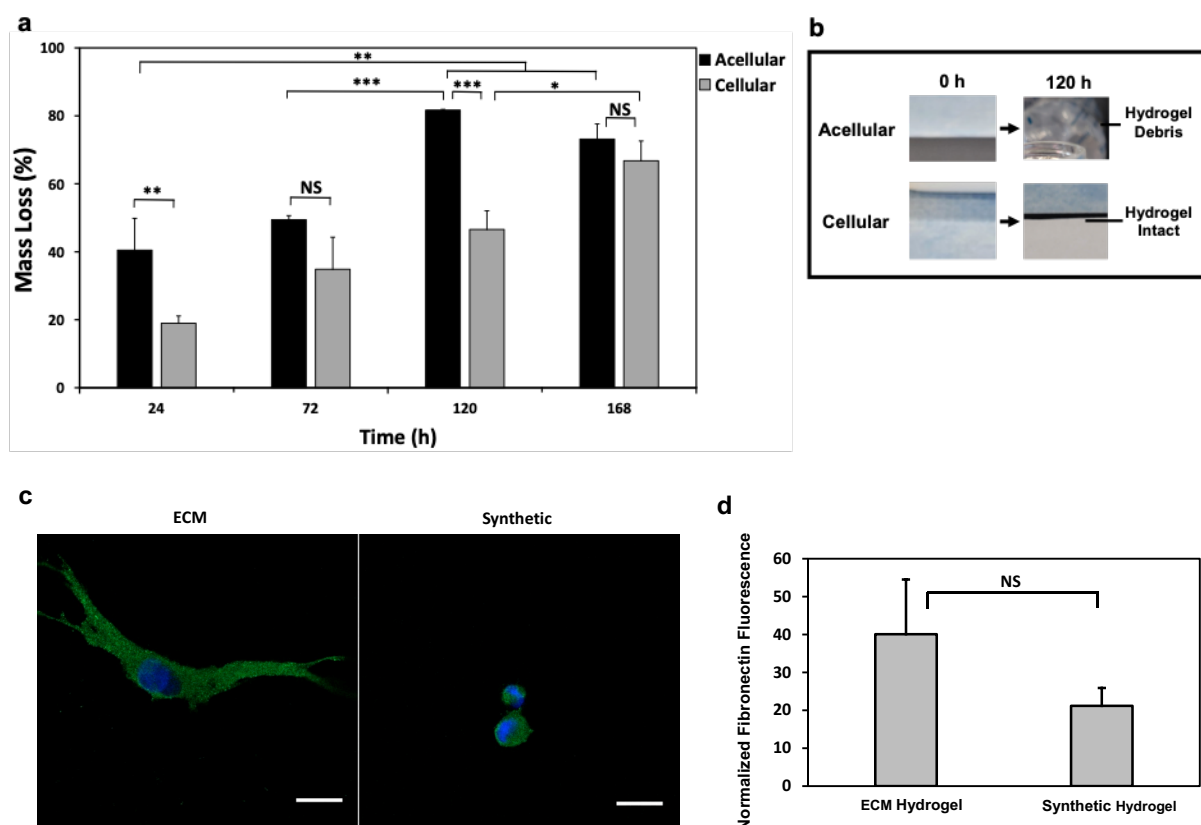 a
100
80
60
40
20
0
Mass Loss (%)
**
***
***
*
**
NS
NS
Acellular
Cellular
24
72
120
168
Time (h)
b
0 h
120 h
Acellular
Hydrogel
Debris
Cellular
Hydrogel
Intact
c
ECM
Synthetic
d
60
50
40
30
20
10
0
Normalized Fibronectin Fluorescence
NS
ECM Hydrogel
Synthetic Hydrogel